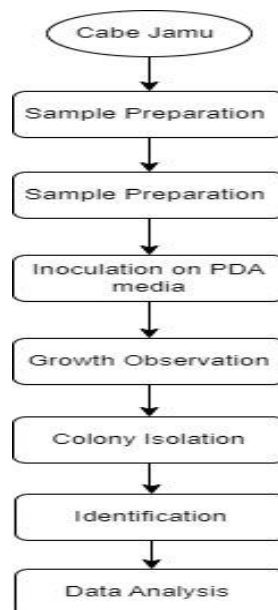 Cabe Jamu
Sample Preparation
Sample Preparation
Inoculation on PDA
media
Growth Observation
Colony Isolation
Identification
Data Analysis